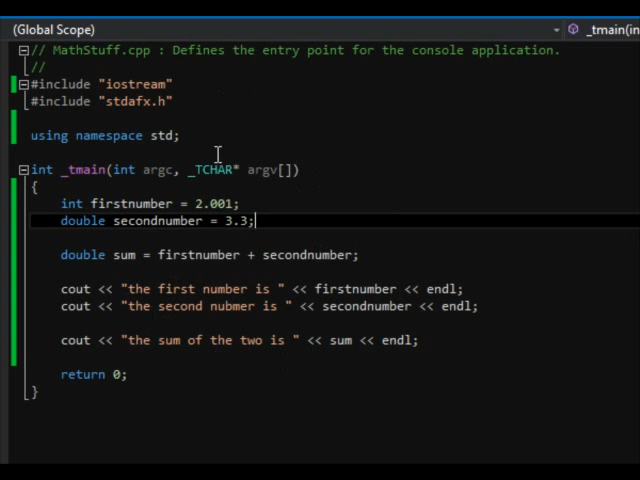 (Global Scope) _tmain(in
// MathStuff.cpp : Defines the entry point for the console application.
//
#include "iostream"
#include "stdafx.h"
using namespace std;
int _tmain(int argc, _TCHAR* argv[])
{
int firstnumber = 2.001;
double secondnumber = 3.3;
double sum = firstnumber + secondnumber;
cout << "the first number is " << firstnumber << endl;
cout << "the second nubmer is " << secondnumber << endl;
cout << "the sum of the two is " << sum << endl;
return 0;
}